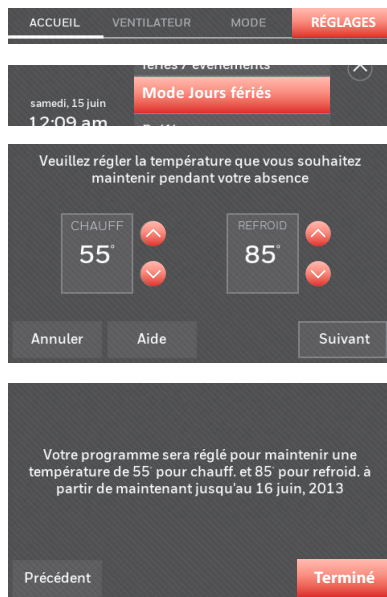 ACCUEIL VENTILATEUR MODE RÉGLAGES
fériés / événements
Mode Jours fériés
samedi, 15 juin
12:09 am
Veuillez régler la température que vous souhaitez
maintenir pendant votre absence
CHAUFF REFROID
55° 85°
Annuler Aide Suivant
Votre programme sera réglé pour maintenir une
température de 55° pour chauff. et 85° pour refroid. à
partir de maintenant jusqu'au 16 juin, 2013
Précédent Terminé